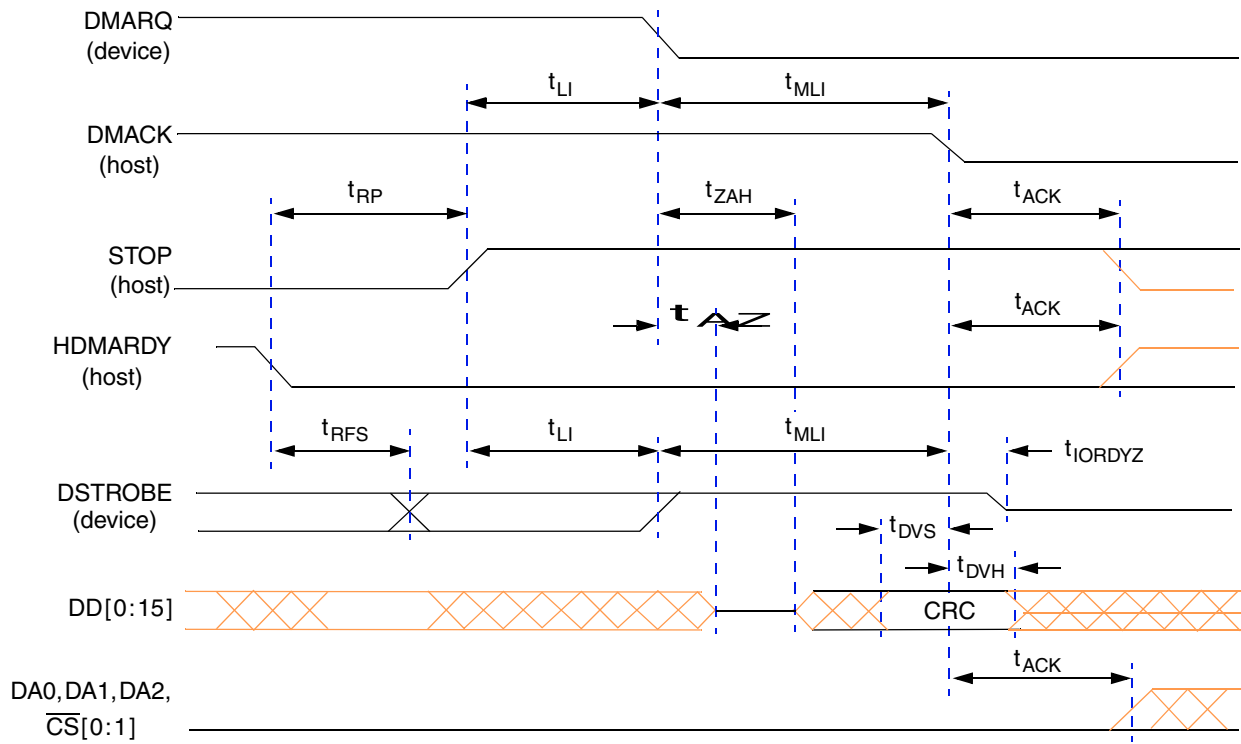 DMARQ
(device)
tLI
tMLI
DMACK
(host)
tRP
tZAH
tACK
STOP
(host)
tAZ
tACK
HDMARDY
(host)
tRFS
tLI
tMLI
tIORDYZ
DSTROBE
(device)
tDVS
tDVH
DD[0:15]
CRC
tACK
DA0,DA1,DA2,
CS[0:1]